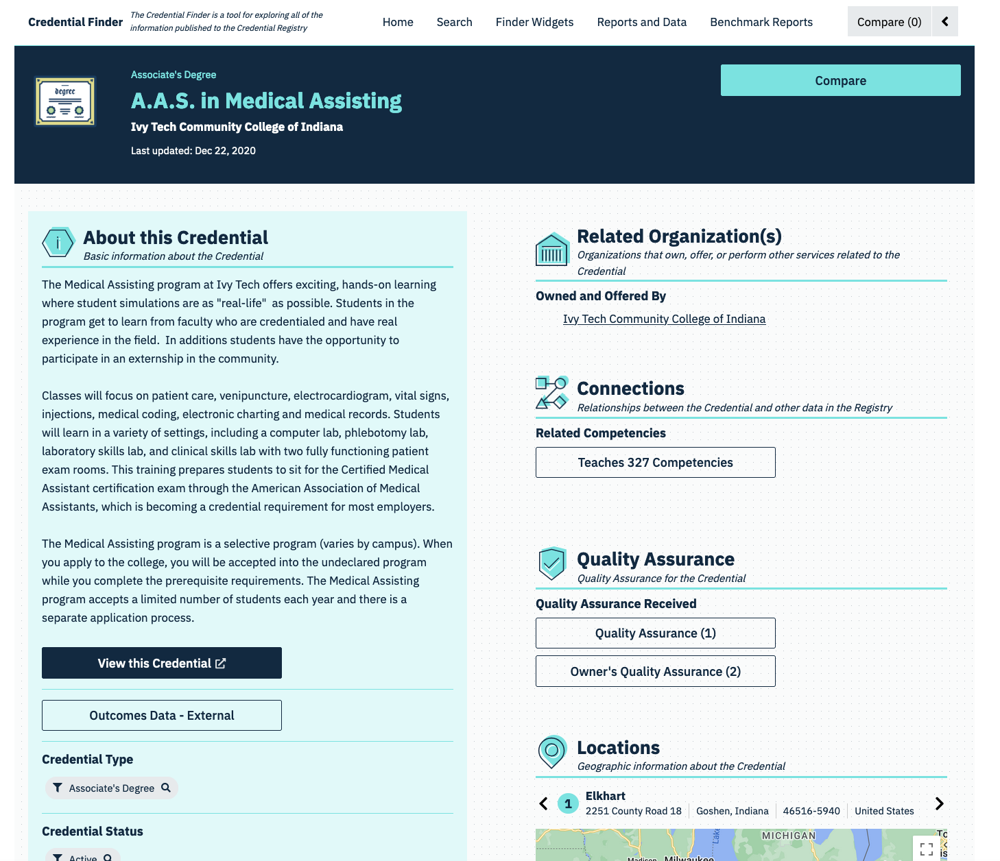 Credential Finder
The Credential Finder is a tool for exploring all of the
information published to the Credential Registry
Home
Search
Finder Widgets
Reports and Data
Benchmark Reports
Compare (0)
degree
Associate's Degree
A.A.S. in Medical Assisting
Ivy Tech Community College of Indiana
Last updated: Dec 22, 2020
Compare
About this Credential
Basic information about the Credential
The Medical Assisting program at Ivy Tech offers exciting, hands-on learning
where student simulations are as "real-life"  as possible. Students in the
program get to learn from faculty who are credentialed and have real
experience in the field.  In additions students have the opportunity to
participate in an externship in the community.
Classes will focus on patient care, venipuncture, electrocardiogram, vital signs,
injections, medical coding, electronic charting and medical records. Students
will learn in a variety of settings, including a computer lab, phlebotomy lab,
laboratory skills lab, and clinical skills lab with two fully functioning patient
exam rooms. This training prepares students to sit for the Certified Medical
Assistant certification exam through the American Association of Medical
Assistants, which is becoming a credential requirement for most employers.
The Medical Assisting program is a selective program (varies by campus). When
you apply to the college, you will be accepted into the undeclared program
while you complete the prerequisite requirements. The Medical Assisting
program accepts a limited number of students each year and there is a
separate application process.
View this Credential
Outcomes Data - External
Credential Type
Associate's Degree
Credential Status
Active
Related Organization(s)
Organizations that own, offer, or perform other services related to the
Credential
Owned and Offered By
Ivy Tech Community College of Indiana
Connections
Relationships between the Credential and other data in the Registry
Related Competencies
Teaches 327 Competencies
Quality Assurance
Quality Assurance for the Credential
Quality Assurance Received
Quality Assurance (1)
Owner's Quality Assurance (2)
Locations
Geographic information about the Credential
1
Elkhart
2251 County Road 18
Goshen, Indiana
46516-5940
United States
Lake
MICHIGAN
To
Madison
Milwaukee